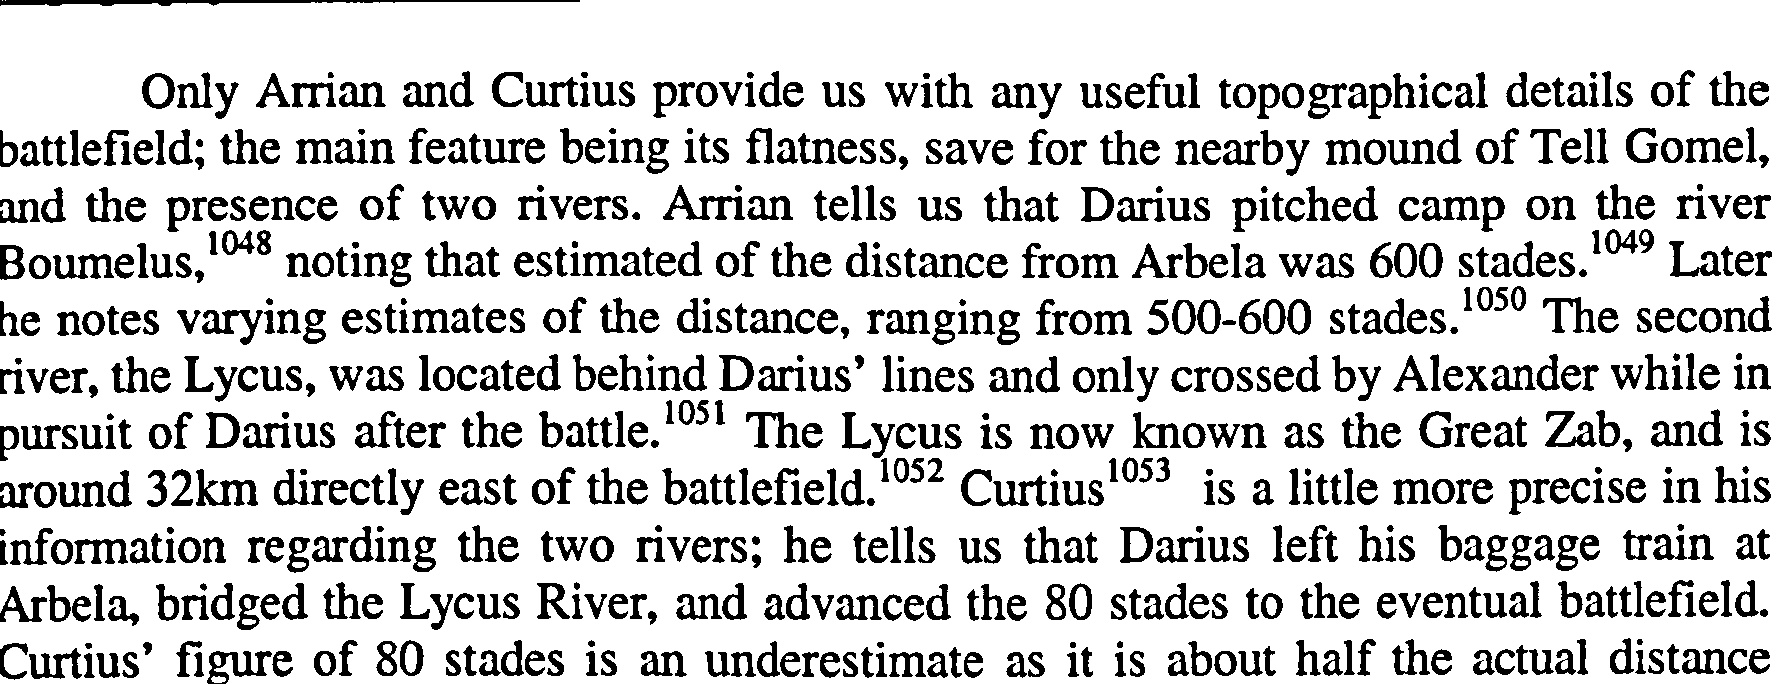 Only Arrian and Curtius provide us with any useful topographical details of the
battlefield; the main feature being its flatness, save for the nearby mound of Tell Gomel,
and the presence of two rivers. Arrian tells us that Darius pitched camp on the river
Boumelus,1048 noting that estimated of the distance from Arbela was 600 stades.1049 Later
he notes varying estimates of the distance, ranging from 500-600 stades.1050 The second
river, the Lycus, was located behind Darius' lines and only crossed by Alexander while in
pursuit of Darius after the battle.1051 The Lycus is now known as the Great Zab, and is
around 32km directly east of the battlefield.1052 Curtius1053 is a little more precise in his
information regarding the two rivers; he tells us that Darius left his baggage train at
Arbela, bridged the Lycus River, and advanced the 80 stades to the eventual battlefield.
Curtius' figure of 80 stades is an underestimate as it is about half the actual distance